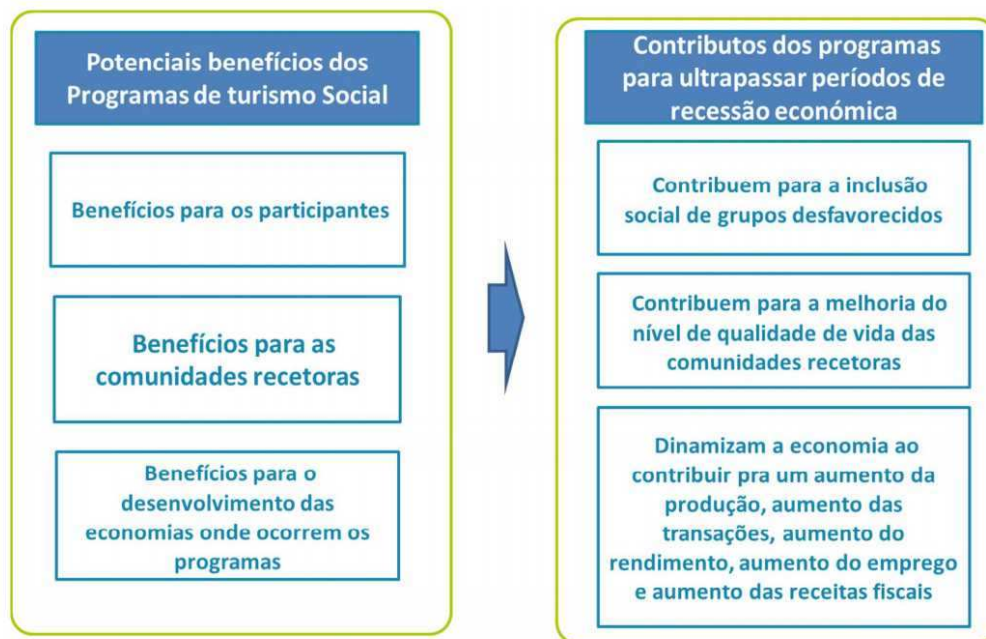 Potenciais benefícios dos
Programas de turismo Social
Benefícios para os participantes
Benefícios para as
comunidades recetoras
Benefícios para o
desenvolvimento das
economias onde ocorrem os
programas
Contributos dos programas
para ultrapassar períodos de
recessão económica
Contribuem para a inclusão
social de grupos desfavorecidos
Contribuem para a melhoria do
nível de qualidade de vida das
comunidades recetoras
Dinamizam a economia ao
contribuir pra um aumento da
produção, aumento das
transações, aumento do
rendimento, aumento do emprego
e aumento das receitas fiscais